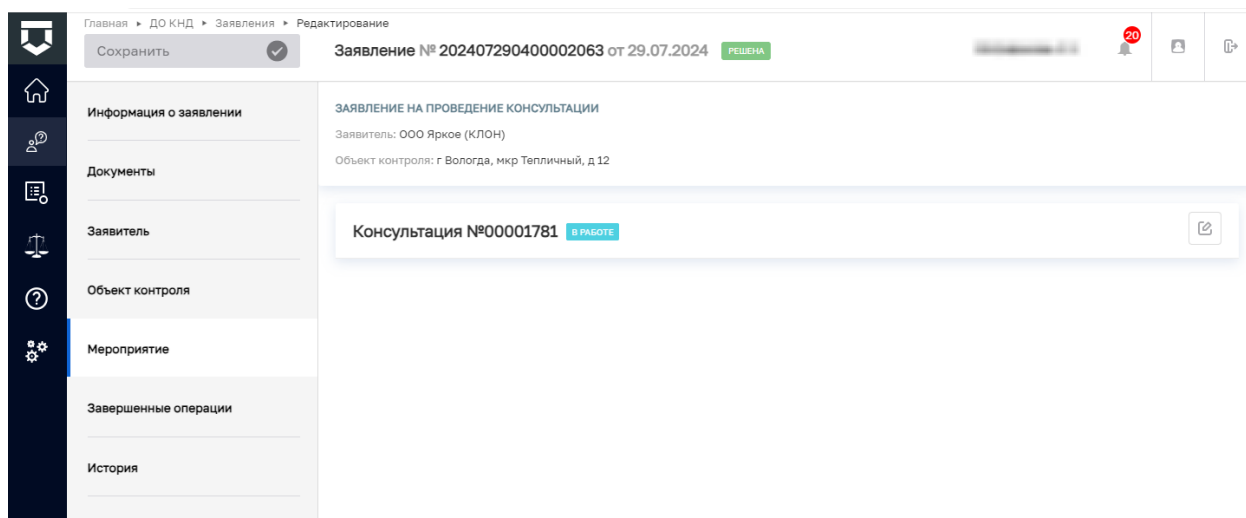 Главная ▸ ДО КНД ▸ Заявления ▸ Редактирование
Сохранить
Заявление № 202407290400002063 от 29.07.2024 РЕШЕНА
20
Информация о заявлении
Документы
Заявитель
Объект контроля
Мероприятие
Завершенные операции
История
ЗАЯВЛЕНИЕ НА ПРОВЕДЕНИЕ КОНСУЛЬТАЦИИ
Заявитель: ООО Яркое (КЛОН)
Объект контроля: г Вологда, мкр Тепличный, д 12
Консультация №00001781 В РАБОТЕ